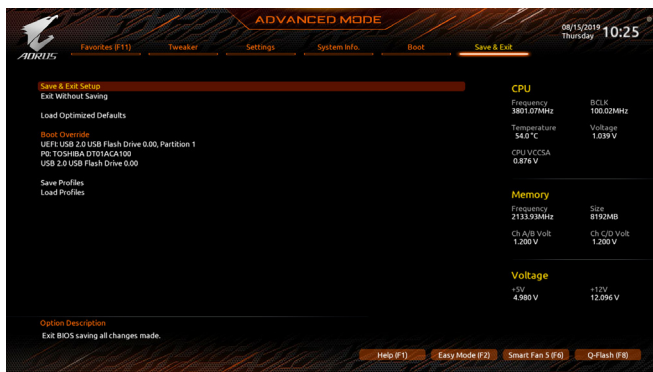 ADVANCED MODE
08/15/2019 Thursday 10:25
AORUS
Favorites (F11) Tweaker Settings System Info. Boot Save & Exit
Save & Exit Setup
Exit Without Saving
Load Optimized Defaults
Boot Override
UEFI: USB 2.0 USB Flash Drive 0.00, Partition 1
P0: TOSHIBA DT01ACA100
USB 2.0 USB Flash Drive 0.00
Save Profiles
Load Profiles
CPU
Frequency BCLK
3801.07MHz 100.02MHz
Temperature Voltage
54.0 °C 1.039 V
CPU VCCSA
0.876 V
Memory
Frequency Size
2133.93MHz 8192MB
Ch A/B Volt Ch C/D Volt
1.200 V 1.200 V
Voltage
+5V +12V
4.980 V 12.096 V
Option Description
Exit BIOS saving all changes made.
Help (F1) Easy Mode (F2) Smart Fan 5 (F6) Q-Flash (F8)